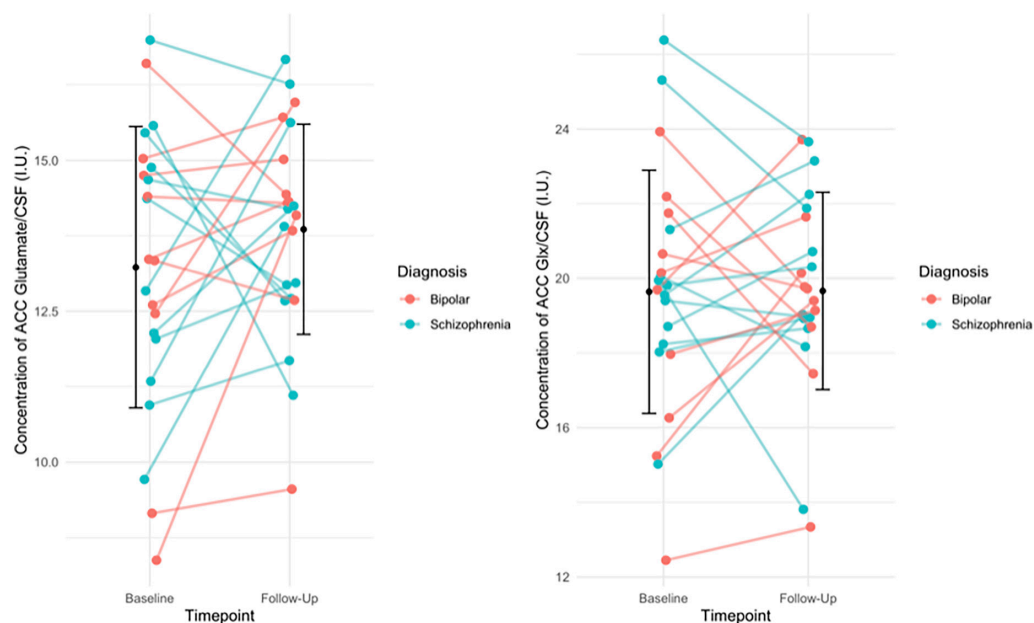 Concentration of ACC Glutamate/CSF (I.U.)
15.0
12.5
10.0
Baseline
Follow-Up
Timepoint
Diagnosis
Bipolar
Schizophrenia
Concentration of ACC Glx/CSF (I.U.)
24
20
16
12
Baseline
Follow-Up
Timepoint
Diagnosis
Bipolar
Schizophrenia